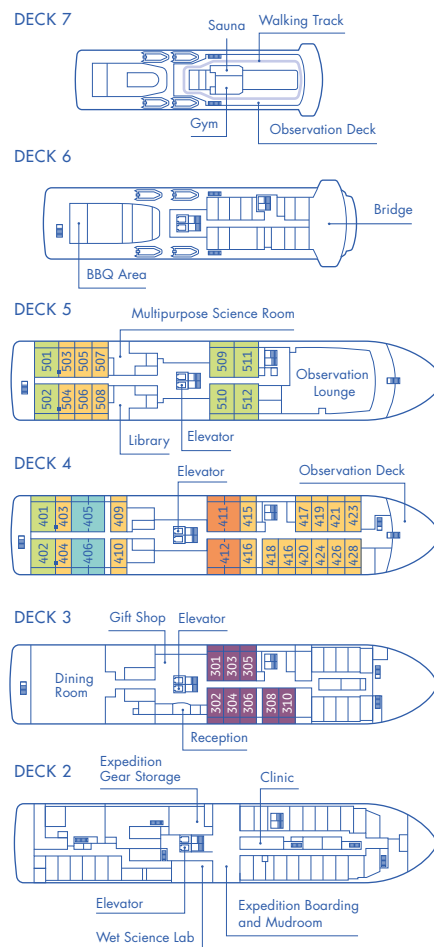 DECK 7
Sauna
Walking Track
Gym
Observation Deck
DECK 6
Bridge
BBQ Area
DECK 5
Multipurpose Science Room
501 503 505 507 509 511
Observation
Lounge
502 504 506 508 510 512
Library
Elevator
DECK 4
Elevator
Observation Deck
401 403 405 409 411 415 417 419 421 423
402 404 406 410 412 416 418 416 420 424 426 428
DECK 3
Gift Shop
Elevator
Dining
Room
301 303 305
302 304 306 308 310
Reception
DECK 2
Expedition
Gear Storage
Clinic
Elevator
Wet Science Lab
Expedition Boarding
and Mudroom